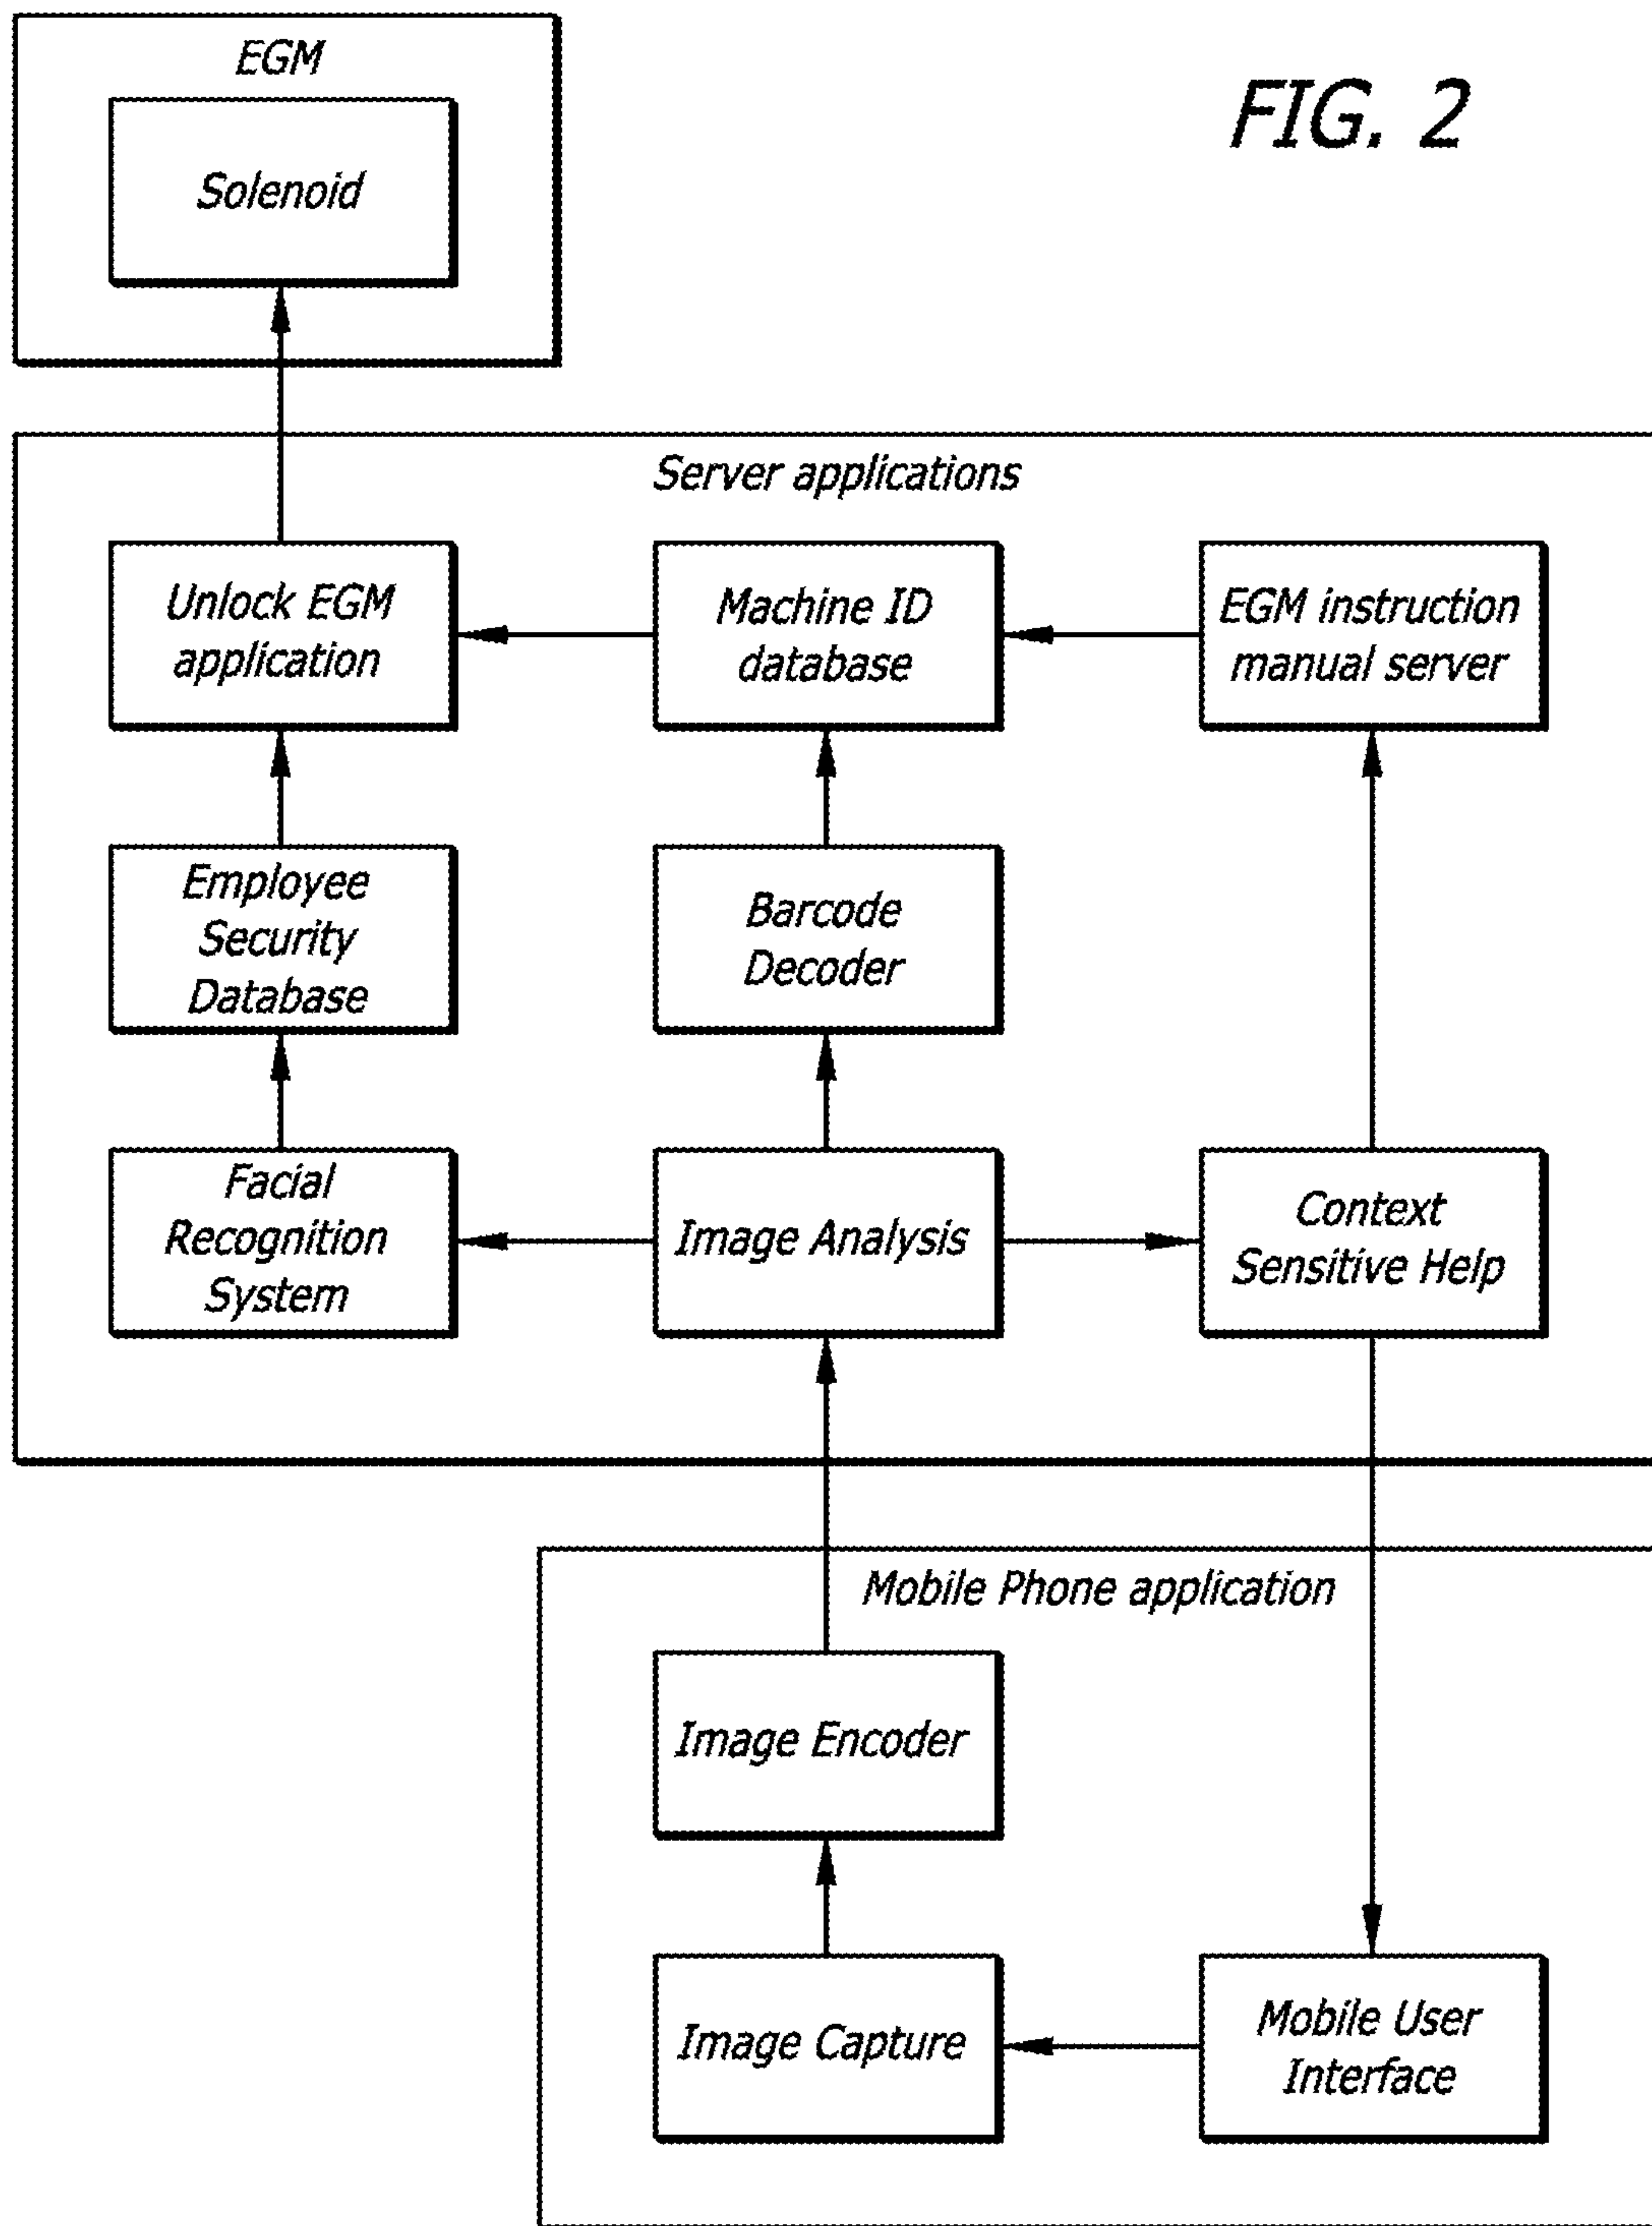 EGM
FIG. 2
Solenoid
Server applications
Unlock EGM
application
Machine ID
database
EGM instruction
manual server
Employee
Security
Database
Barcode
Decoder
Facial
Recognition
System
Image Analysis
Context
Sensitive Help
Mobile Phone application
Image Encoder
Image Capture
Mobile User
Interface